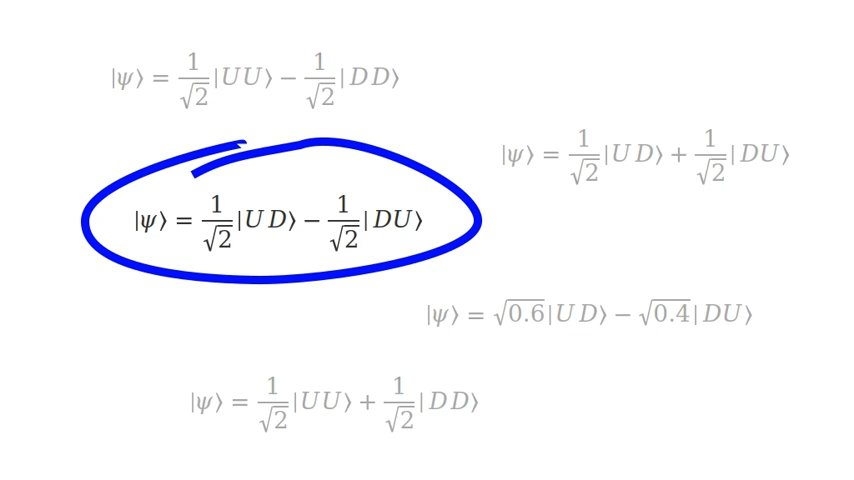 |ψ⟩ = 1/√2 |UU⟩ − 1/√2 |DD⟩
|ψ⟩ = 1/√2 |UD⟩ + 1/√2 |DU⟩
|ψ⟩ = 1/√2 |UD⟩ − 1/√2 |DU⟩
|ψ⟩ = √0.6 |UD⟩ − √0.4 |DU⟩
|ψ⟩ = 1/√2 |UU⟩ + 1/√2 |DD⟩